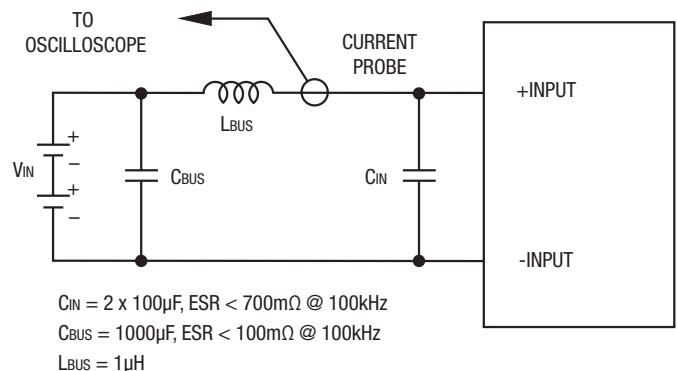 TO
OSCILLOSCOPE
CURRENT
PROBE
+INPUT
LBUS
VIN
+
–
+
–
CBUS
CIN
-INPUT
CIN = 2 x 100µF, ESR < 700mΩ @ 100kHz
CBUS = 1000µF, ESR < 100mΩ @ 100kHz
LBUS = 1µH